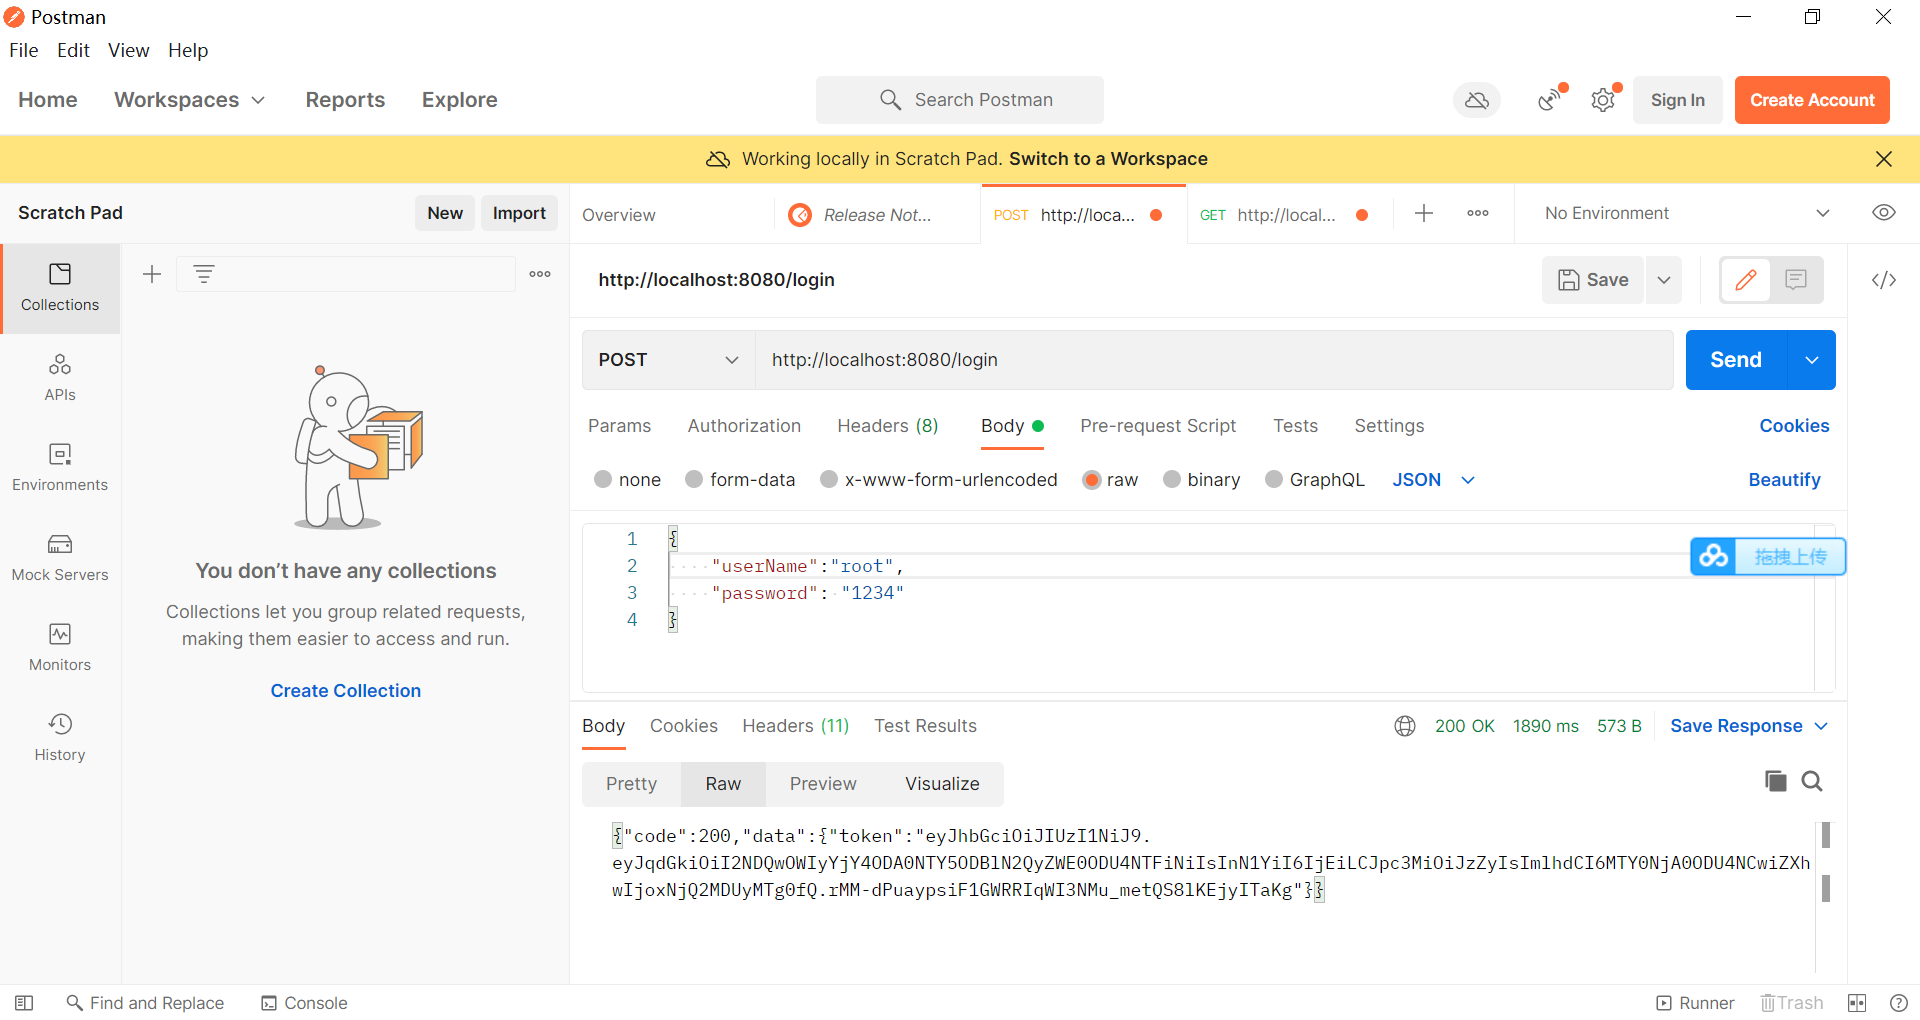 Postman
File Edit View Help
Home Workspaces Reports Explore Search Postman Sign In Create Account
Working locally in Scratch Pad. Switch to a Workspace
Scratch Pad New Import Overview Release Not... POST http://loca... GET http://local... No Environment
Collections
http://localhost:8080/login Save
POST http://localhost:8080/login Send
APIs
Params Authorization Headers (8) Body Pre-request Script Tests Settings Cookies
none form-data x-www-form-urlencoded raw binary GraphQL JSON Beautify
Environments
1 {
2 "userName":"root",
3 "password": "1234"
4 }
拖拽上传
Mock Servers
You don't have any collections
Collections let you group related requests,
making them easier to access and run.
Create Collection
Monitors
History
Body Cookies Headers (11) Test Results 200 OK 1890 ms 573 B Save Response
Pretty Raw Preview Visualize
{"code":200,"data":{"token":"eyJhbGciOiJIUzI1NiJ9.
eyJqdGkiOiI2NDQwOWIyYjY4ODA0NTY5ODBlN2QyZWE0ODU4NTFiNiIsInN1YiI6IjEiLCJpc3MiOiJzZyIsImlhdCI6MTY0NjA0ODU4NCwiZXh
wIjoxNjQ2MDUyMTg0fQ.rMM-dPuaypsiF1GWRRIqWI3NMu_metQS8lKEjyITaKg"}}
Find and Replace Console Runner Trash